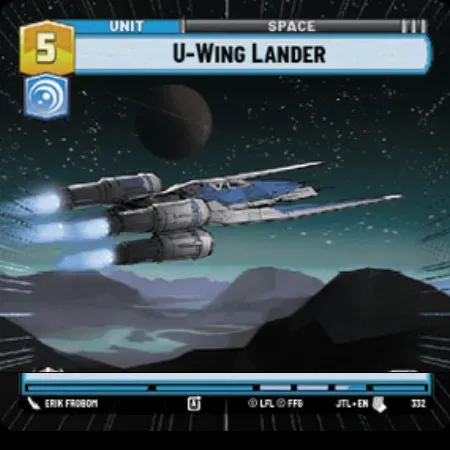 UNIT
SPACE
5
U-Wing Lander
ERIK FROBOM
Ⓛ LFL Ⓟ FFG
JTL•EN
332